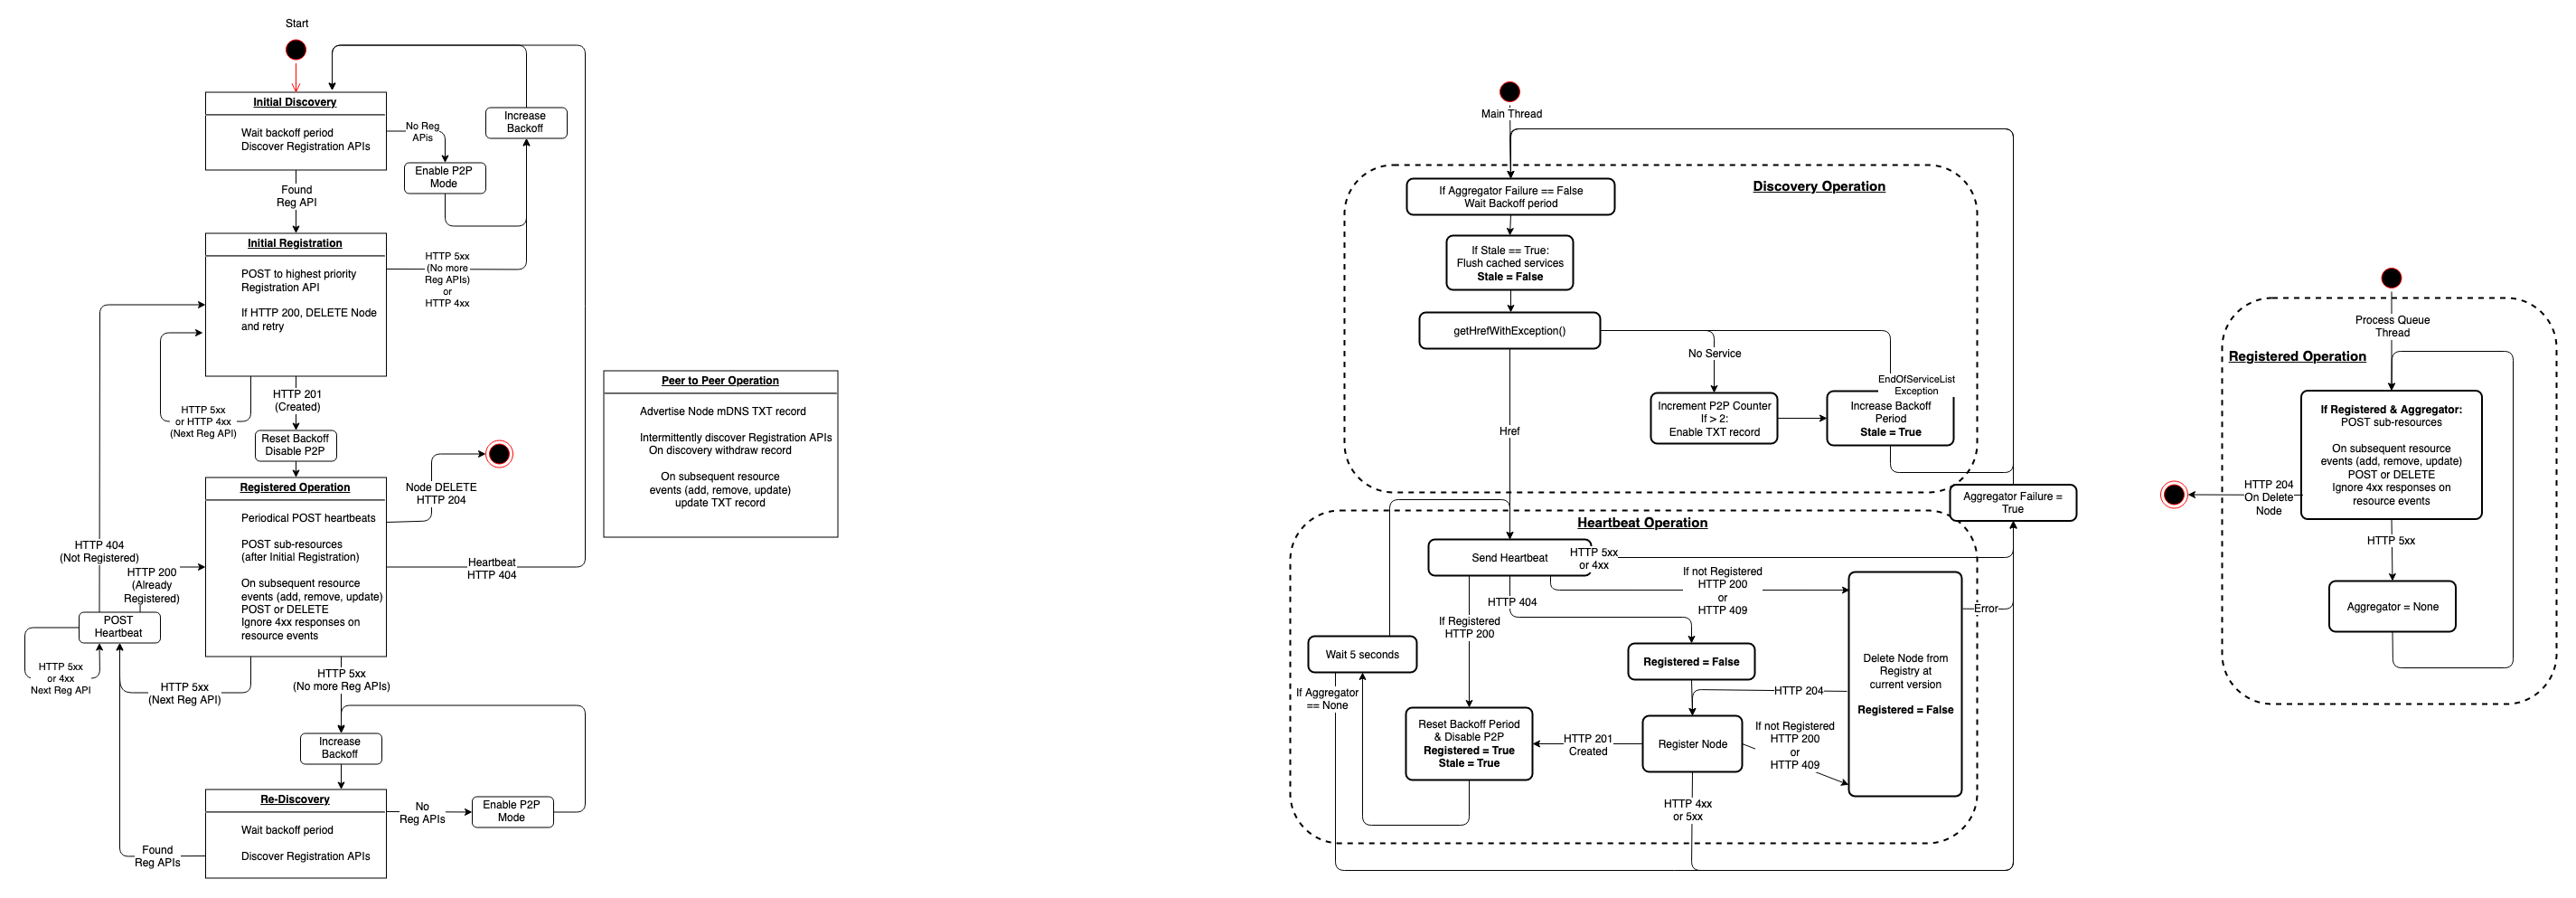 Start
Initial Discovery
Wait backoff period
Discover Registration APIs
No Reg
APIs
Enable P2P
Mode
Increase
Backoff
Found
Reg API
Initial Registration
POST to highest priority
Registration API
If HTTP 200, DELETE Node
and retry
HTTP 5xx
(No more
Reg APIs)
or
HTTP 4xx
HTTP 5xx
or HTTP 4xx
(Next Reg API)
HTTP 201
(Created)
Reset Backoff
Disable P2P
Registered Operation
Periodical POST heartbeats
POST sub-resources
(after Initial Registration)
On subsequent resource
events (add, remove, update)
POST or DELETE
Ignore 4xx responses on
resource events
Node DELETE
HTTP 204
Heartbeat
HTTP 404
HTTP 404
(Not Registered)
HTTP 200
(Already
Registered)
POST
Heartbeat
HTTP 5xx
or 4xx
Next Reg API
HTTP 5xx
(Next Reg API)
HTTP 5xx
(No more Reg APIs)
Increase
Backoff
Re-Discovery
Wait backoff period
Discover Registration APIs
No
Reg APIs
Enable P2P
Mode
Found
Reg APIs
Peer to Peer Operation
Advertise Node mDNS TXT record
Intermittently discover Registration APIs
On discovery withdraw record
On subsequent resource
events (add, remove, update)
update TXT record
Main Thread
Discovery Operation
If Aggregator Failure == False
Wait Backoff period
If Stale == True:
Flush cached services
Stale = False
getHrefWithException()
No Service
EndOfServiceList
Exception
Increment P2P Counter
If > 2:
Enable TXT record
Increase Backoff
Period
Stale = True
Href
Aggregator Failure =
True
Heartbeat Operation
Send Heartbeat
HTTP 5xx
or 4xx
If not Registered
HTTP 200
or
HTTP 409
HTTP 404
If Registered
HTTP 200
Error
Wait 5 seconds
If Aggregator
== None
Registered = False
Delete Node from
Registry at
current version
Registered = False
HTTP 204
Reset Backoff Period
& Disable P2P
Registered = True
Stale = True
HTTP 201
Created
Register Node
If not Registered
HTTP 200
or
HTTP 409
HTTP 4xx
or 5xx
Process Queue
Thread
Registered Operation
If Registered & Aggregator:
POST sub-resources
On subsequent resource
events (add, remove, update)
POST or DELETE
Ignore 4xx responses on
resource events
HTTP 204
On Delete
Node
HTTP 5xx
Aggregator = None